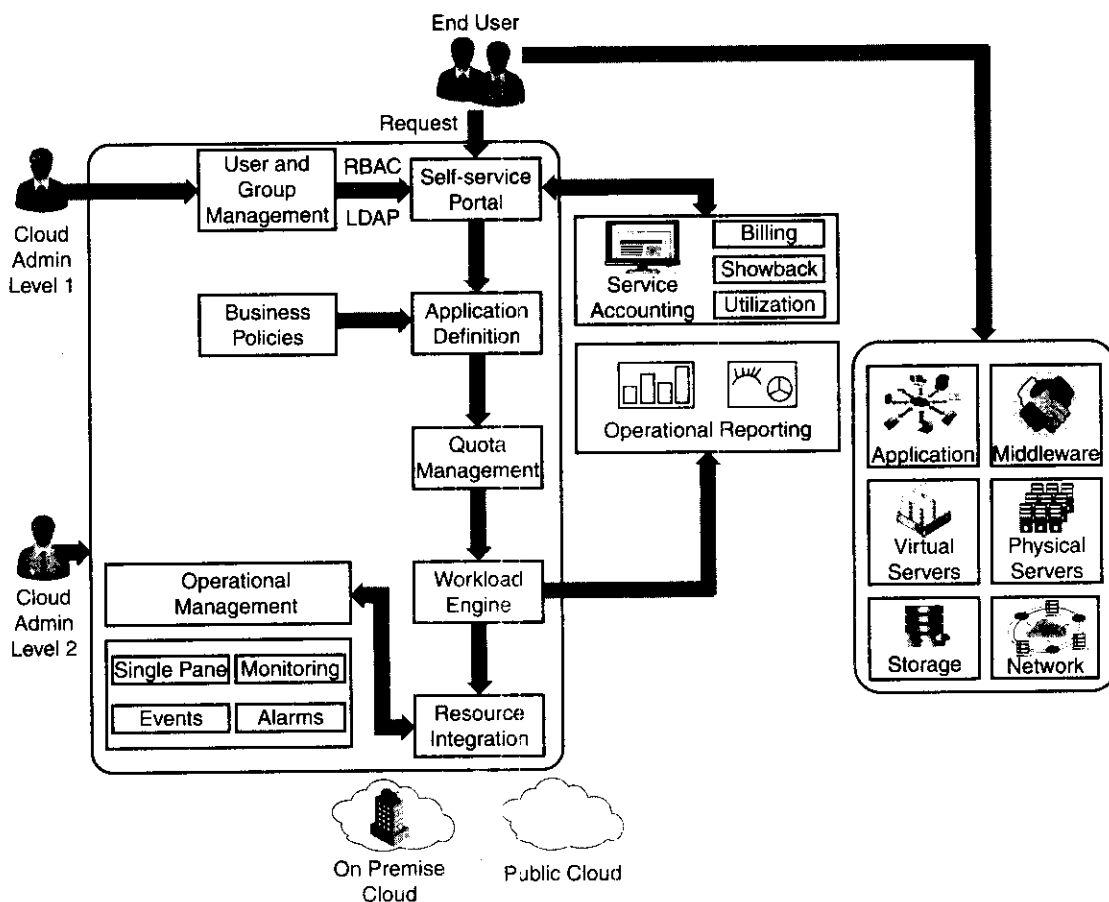 End User
Request
User and
Group
Management
RBAC
LDAP
Self-service
Portal
Cloud
Admin
Level 1
Billing
Showback
Utilization
Service
Accounting
Business
Policies
Application
Definition
Operational Reporting
Application
Middleware
Quota
Management
Virtual
Servers
Physical
Servers
Cloud
Admin
Level 2
Operational
Management
Workload
Engine
Storage
Network
Single Pane
Monitoring
Events
Alarms
Resource
Integration
On Premise
Cloud
Public Cloud